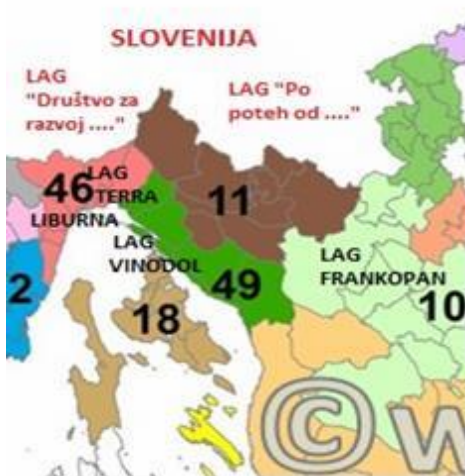 SLOVENIJA
LAG
"Društvo za
razvoj ...."
LAG "Po
poteh od ...."
46
LAG
TERRA
LIBURNA
11
LAG
VINODOL
LAG
FRANKOPAN
49
2
18
10
©